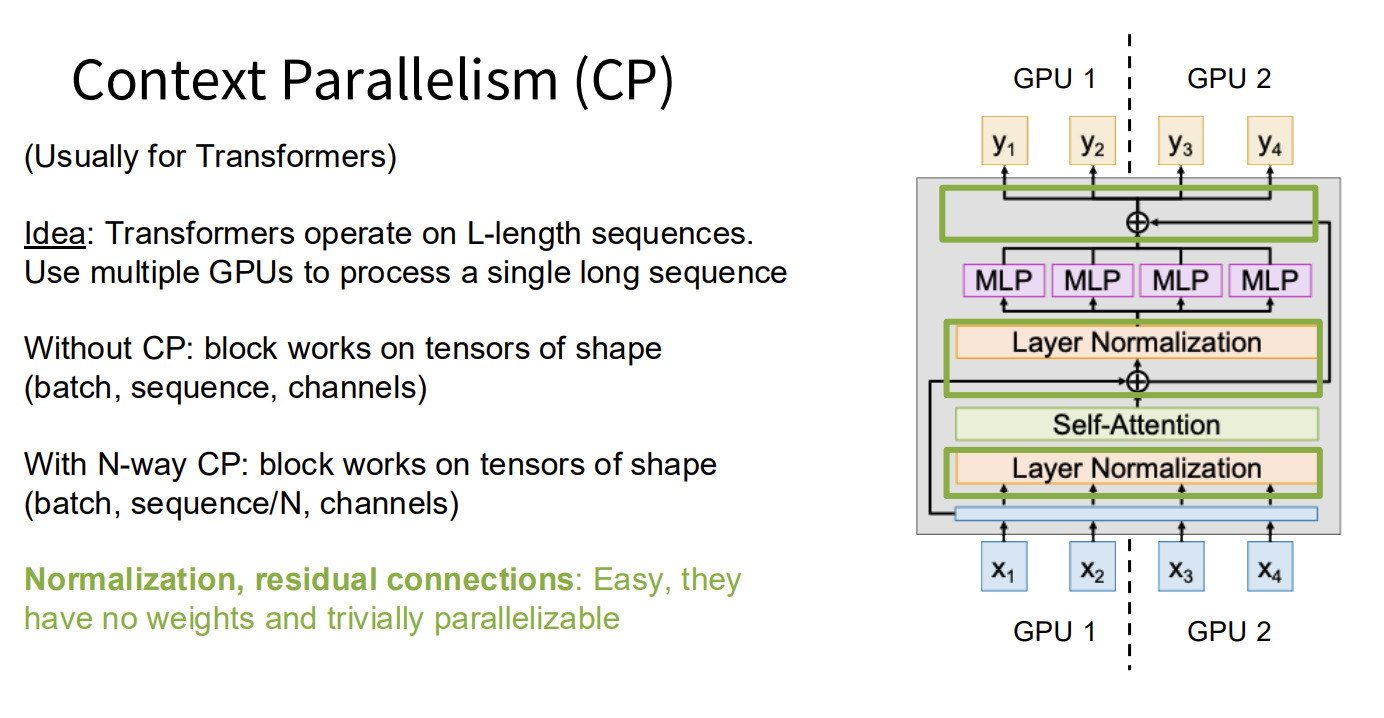 Context Parallelism (CP)
(Usually for Transformers)
Idea: Transformers operate on L-length sequences.
Use multiple GPUs to process a single long sequence
Without CP: block works on tensors of shape
(batch, sequence, channels)
With N-way CP: block works on tensors of shape
(batch, sequence/N, channels)
Normalization, residual connections: Easy, they
have no weights and trivially parallelizable
GPU 1 GPU 2
y₁ y₂ y₃ y₄
MLP MLP MLP MLP
Layer Normalization
Self-Attention
Layer Normalization
x₁ x₂ x₃ x₄
GPU 1 GPU 2